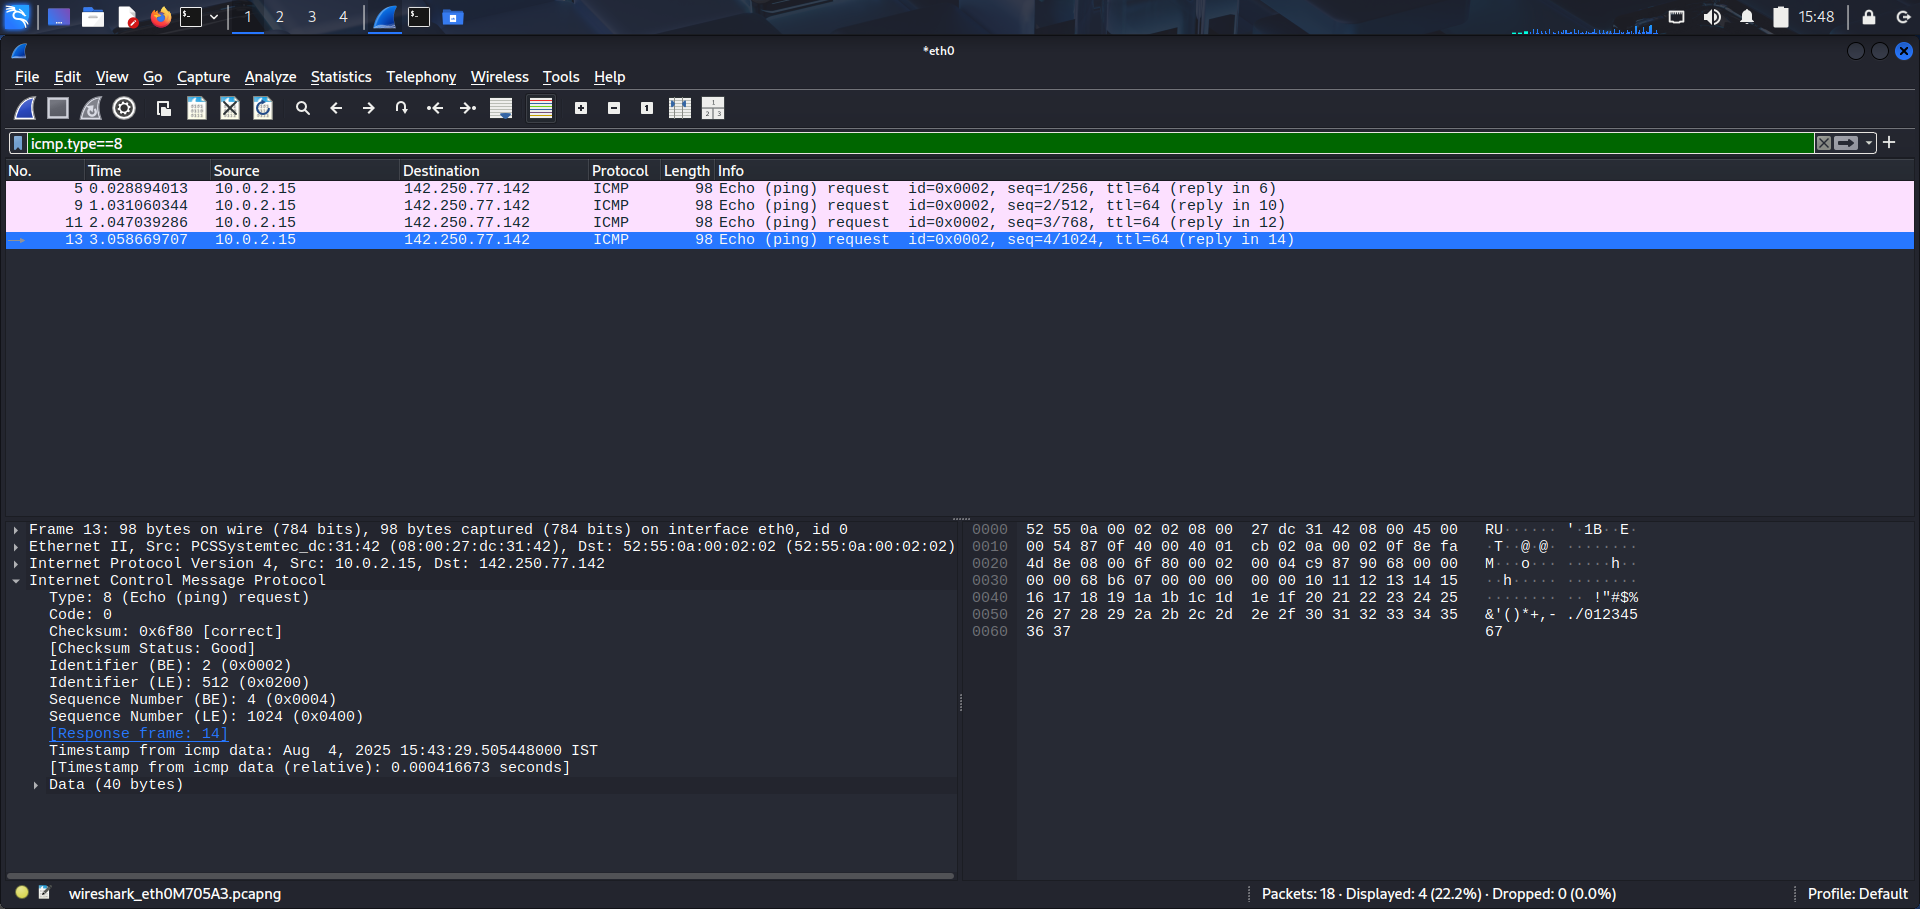 1 2 3 4 15:48
*eth0
File Edit View Go Capture Analyze Statistics Telephony Wireless Tools Help
icmp.type==8
No. Time Source Destination Protocol Length Info
5 0.028894013 10.0.2.15 142.250.77.142 ICMP 98 Echo (ping) request id=0x0002, seq=1/256, ttl=64 (reply in 6)
9 1.031060344 10.0.2.15 142.250.77.142 ICMP 98 Echo (ping) request id=0x0002, seq=2/512, ttl=64 (reply in 10)
11 2.047039286 10.0.2.15 142.250.77.142 ICMP 98 Echo (ping) request id=0x0002, seq=3/768, ttl=64 (reply in 12)
13 3.058669707 10.0.2.15 142.250.77.142 ICMP 98 Echo (ping) request id=0x0002, seq=4/1024, ttl=64 (reply in 14)
Frame 13: 98 bytes on wire (784 bits), 98 bytes captured (784 bits) on interface eth0, id 0
Ethernet II, Src: PCSSystemtec_dc:31:42 (08:00:27:dc:31:42), Dst: 52:55:0a:00:02:02 (52:55:0a:00:02:02)
Internet Protocol Version 4, Src: 10.0.2.15, Dst: 142.250.77.142
Internet Control Message Protocol
Type: 8 (Echo (ping) request)
Code: 0
Checksum: 0x6f80 [correct]
[Checksum Status: Good]
Identifier (BE): 2 (0x0002)
Identifier (LE): 512 (0x0200)
Sequence Number (BE): 4 (0x0004)
Sequence Number (LE): 1024 (0x0400)
[Response frame: 14]
Timestamp from icmp data: Aug  4, 2025 15:43:29.505448000 IST
[Timestamp from icmp data (relative): 0.000416673 seconds]
Data (40 bytes)
0000 52 55 0a 00 02 02 08 00 27 dc 31 42 08 00 45 00 RU······ '·1B··E·
0010 00 54 87 0f 40 00 40 01 cb 02 0a 00 02 0f 8e fa ·T··@·@· ········
0020 4d 8e 08 00 6f 80 00 02 00 04 c9 87 90 68 00 00 M···o··· ·····h··
0030 00 00 68 b6 07 00 00 00 00 00 10 11 12 13 14 15 ··h····· ········
0040 16 17 18 19 1a 1b 1c 1d 1e 1f 20 21 22 23 24 25 ········ ·· !"#$%
0050 26 27 28 29 2a 2b 2c 2d 2e 2f 30 31 32 33 34 35 &'()*+,- ./012345
0060 36 37 67
wireshark_eth0M705A3.pcapng Packets: 18 · Displayed: 4 (22.2%) · Dropped: 0 (0.0%) Profile: Default